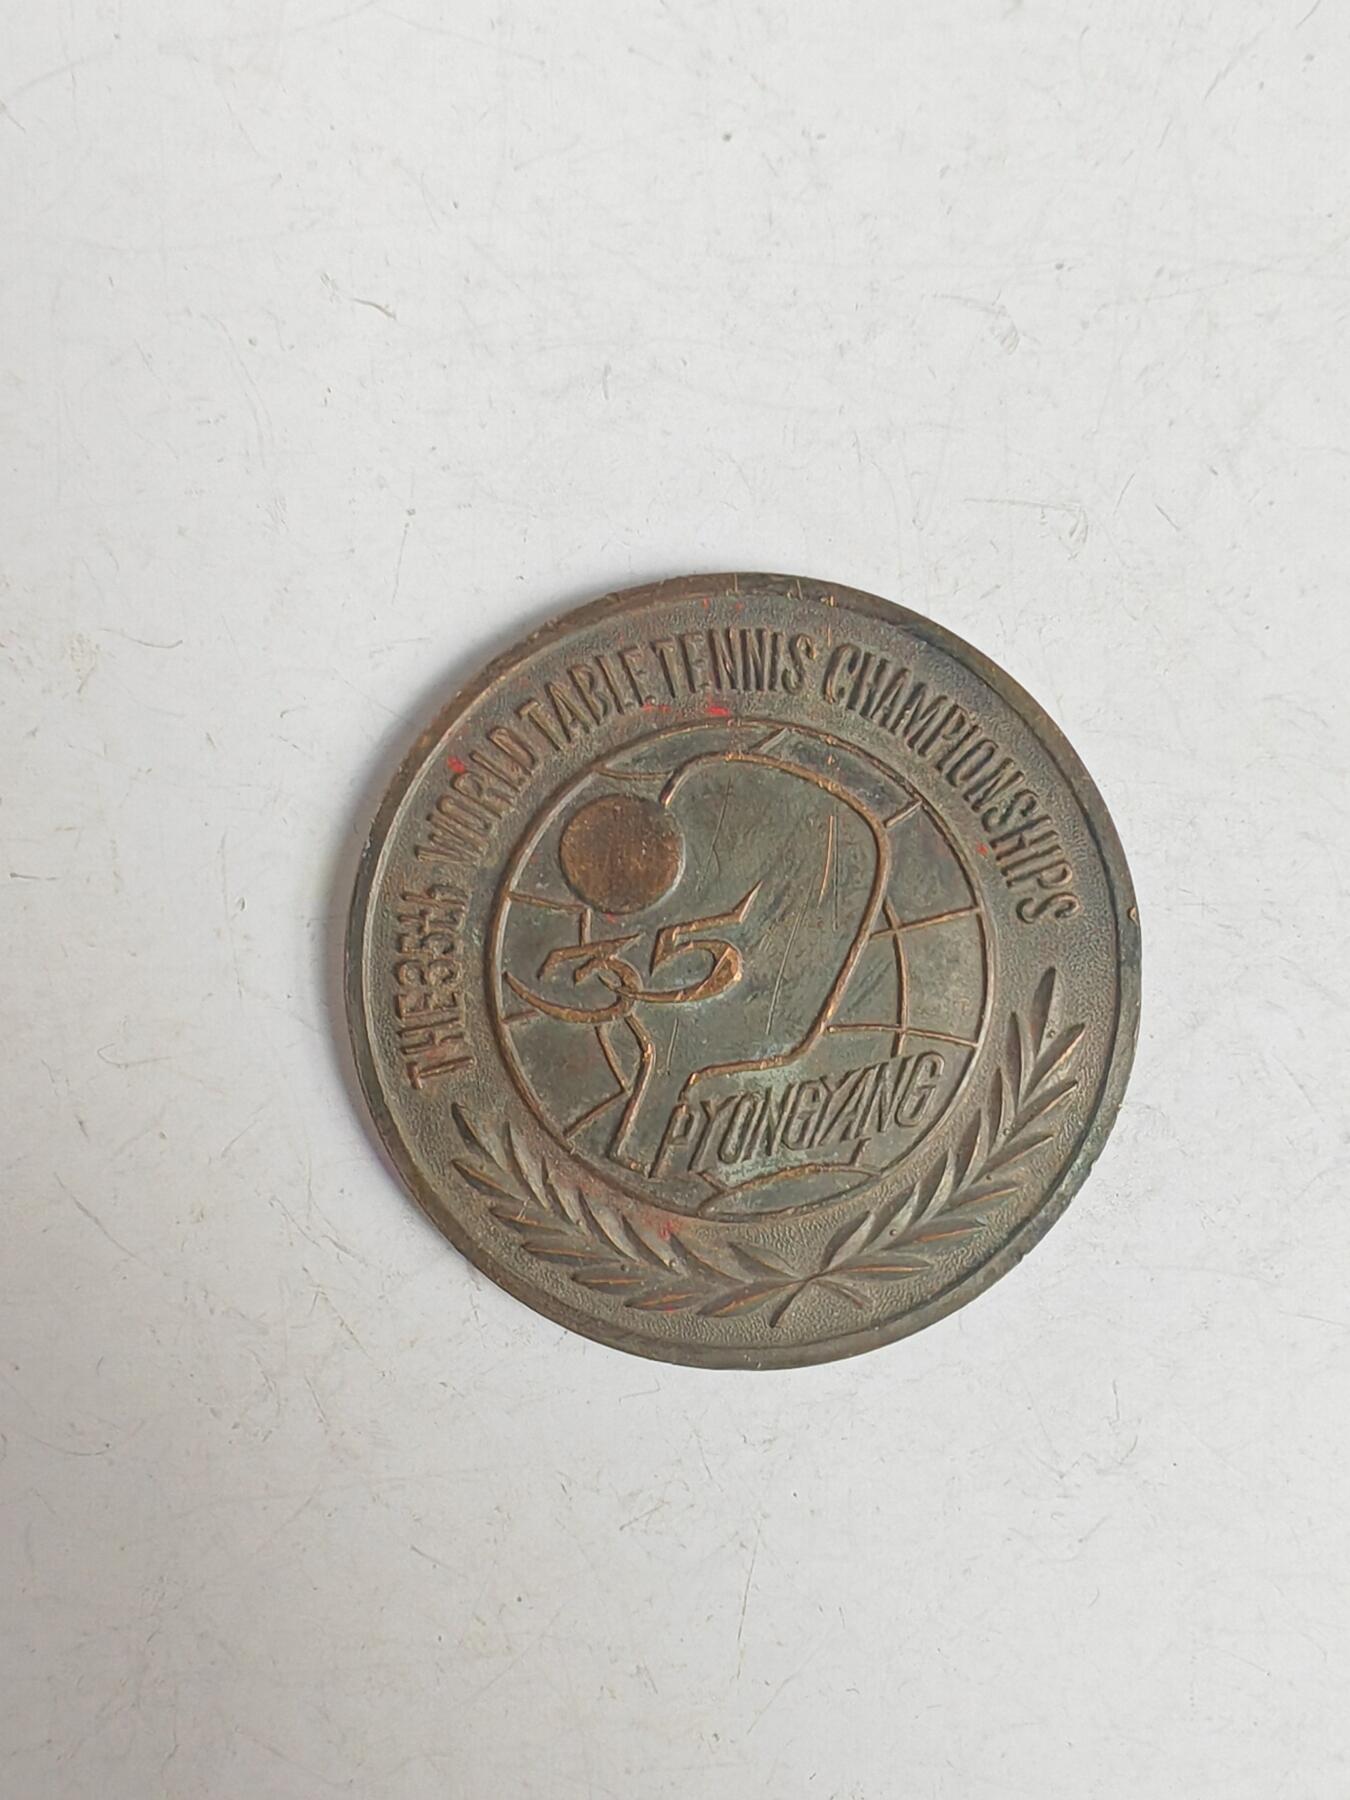 THE 35th WORLD TABLE TENNIS CHAMPIONSHIPS
35
PYONGYANG